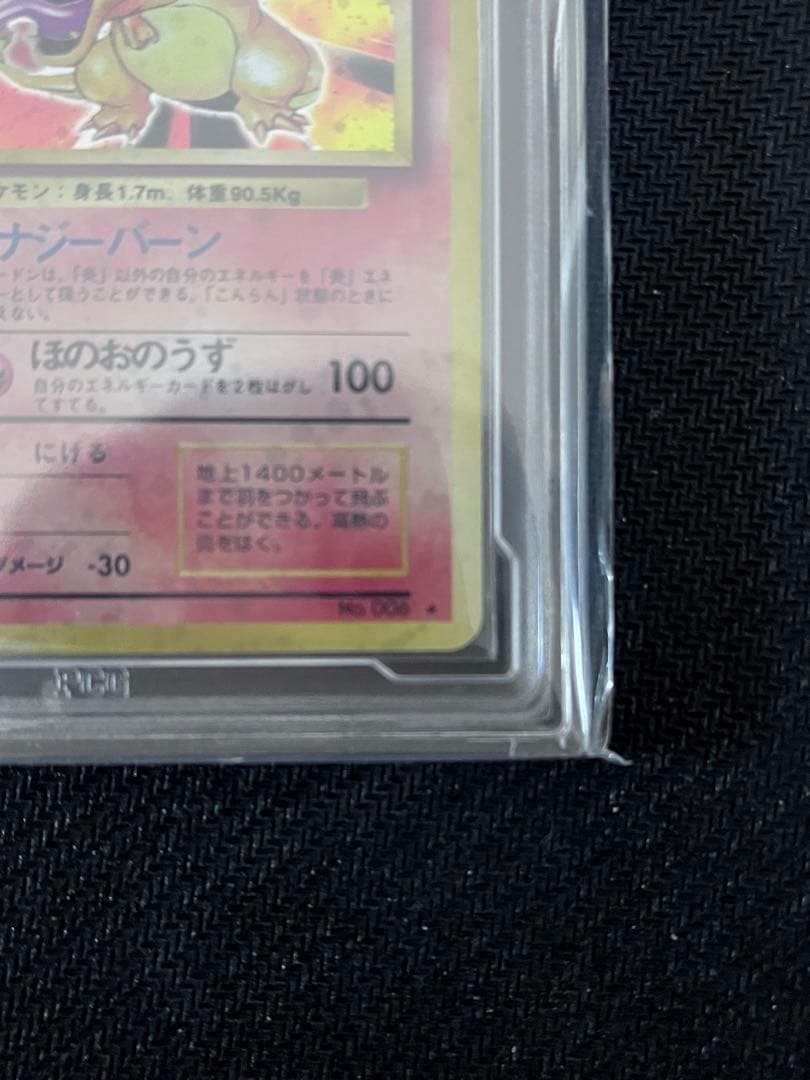 ケモン：身長1.7m、体重90.5Kg
ナジーバーン
ードンは、「炎」以外の自分のエネルギーを「炎」エネ
ーとして扱うことができる。「こんらん」状態のときに
えない。
ほのおのうず 100
自分のエネルギーカードを2枚はがし
てすてる。
にげる
地上1400メートル
まで羽をつかって飛ぶ
ことができる。高熱の
炎をはく。
メージ -30
No.006 ★